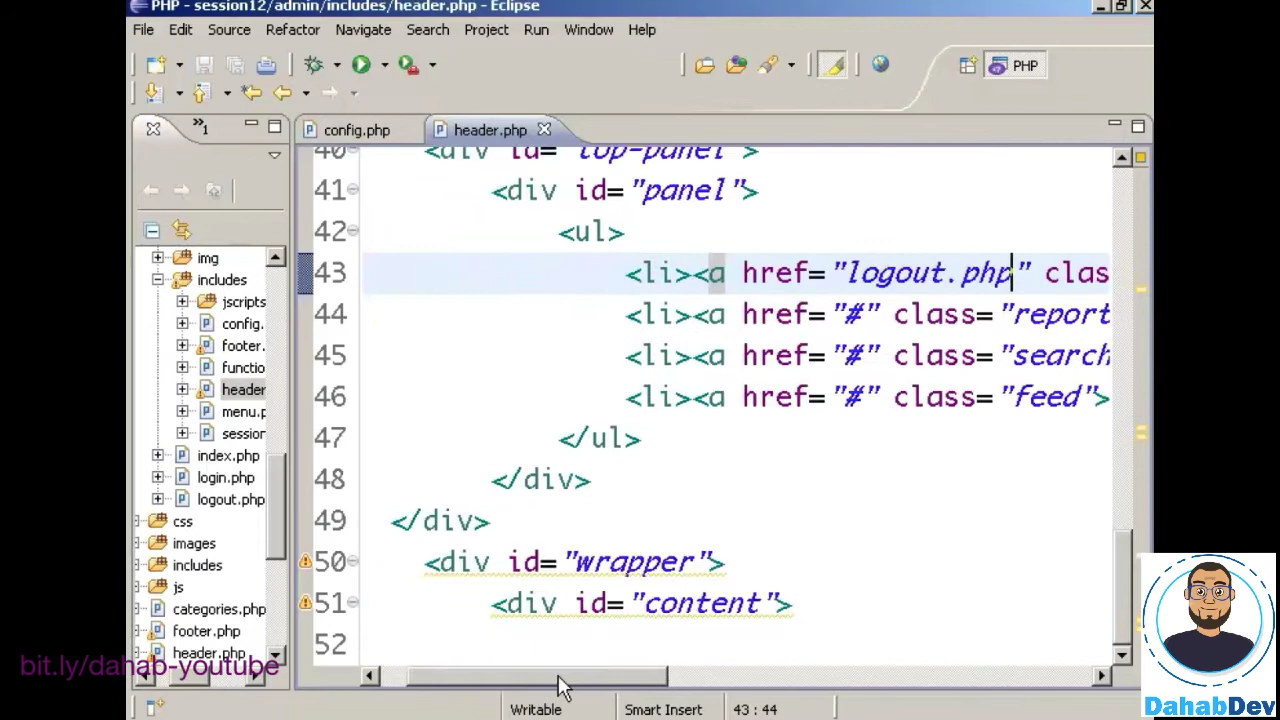 PHP - session12/admin/includes/header.php - Eclipse
File Edit Source Refactor Navigate Search Project Run Window Help
PHP
1
config.php header.php
40 <div id="top-panel">
41 <div id="panel">
42 <ul>
43 <li><a href="logout.php" clas
44 <li><a href="#" class="report
45 <li><a href="#" class="search
46 <li><a href="#" class="feed">
47 </ul>
48 </div>
49 </div>
50 <div id="wrapper">
51 <div id="content">
52
img
includes
jscripts
config.
footer.
functio
header
menu.p
session
index.php
login.php
logout.php
css
images
includes
js
categories.php
footer.php
header.php
bit.ly/dahab-youtube
Writable Smart Insert 43 : 44
DahabDev